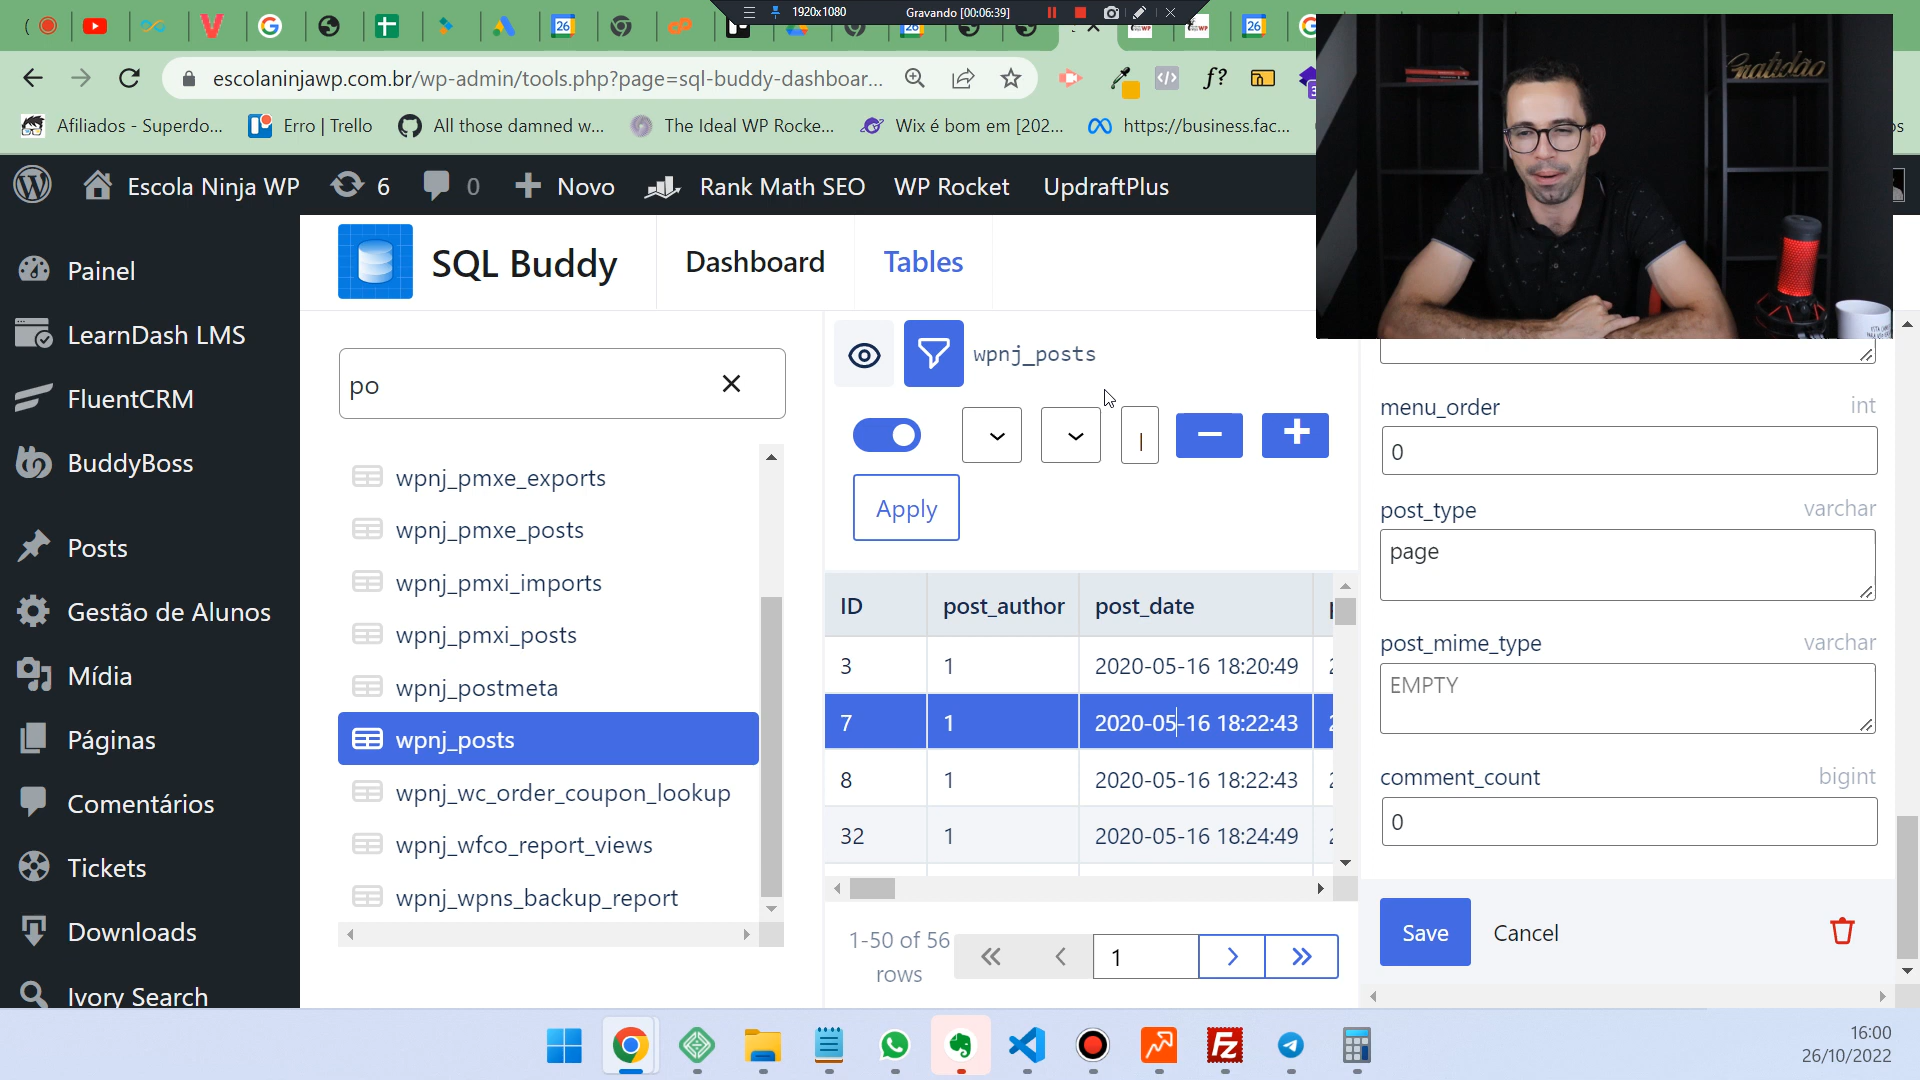 1920x1080
Gravando [00:06:39]
escolaninjawp.com.br/wp-admin/tools.php?page=sql-buddy-dashboar...
Afiliados - Superdo...
Erro | Trello
All those damned w...
The Ideal WP Rocke...
Wix é bom em [202...
https://business.fac...
Gratidão
Escola Ninja WP
6
0
Novo
Rank Math SEO
WP Rocket
UpdraftPlus
Painel
LearnDash LMS
FluentCRM
BuddyBoss
Posts
Gestão de Alunos
Mídia
Páginas
Comentários
Tickets
Downloads
Ivory Search
SQL Buddy
Dashboard
Tables
po
wpnj_pmxe_exports
wpnj_pmxe_posts
wpnj_pmxi_imports
wpnj_pmxi_posts
wpnj_postmeta
wpnj_posts
wpnj_wc_order_coupon_lookup
wpnj_wfco_report_views
wpnj_wpns_backup_report
wpnj_posts
Apply
ID post_author post_date
3 1 2020-05-16 18:20:49
7 1 2020-05-16 18:22:43
8 1 2020-05-16 18:22:43
32 1 2020-05-16 18:24:49
1-50 of 56
rows
1
menu_order int
0
post_type varchar
page
post_mime_type varchar
EMPTY
comment_count bigint
0
Save
Cancel
16:00
26/10/2022